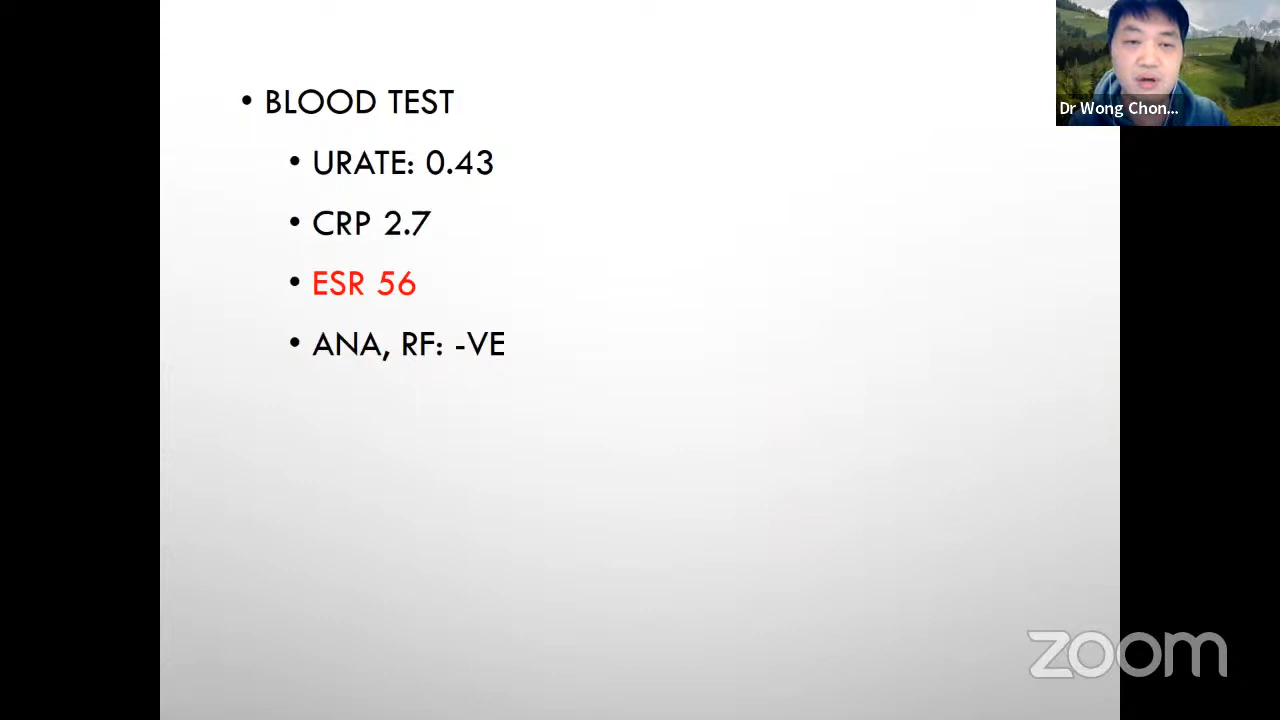 • BLOOD TEST
• URATE: 0.43
• CRP 2.7
• ESR 56
• ANA, RF: -VE
Dr Wong Chon...
zoom